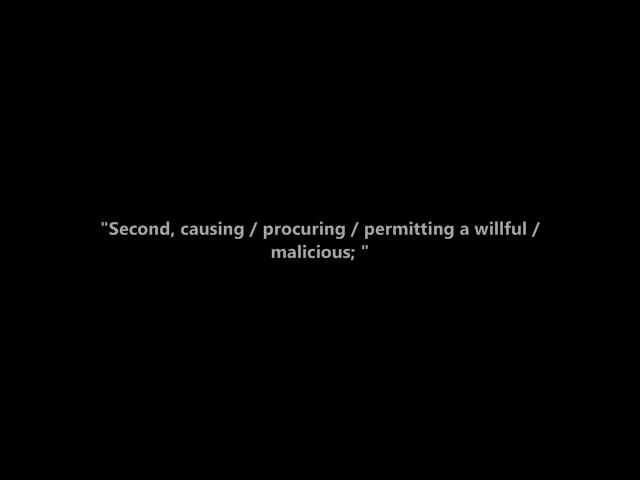 "Second, causing / procuring / permitting a willful /
malicious; "